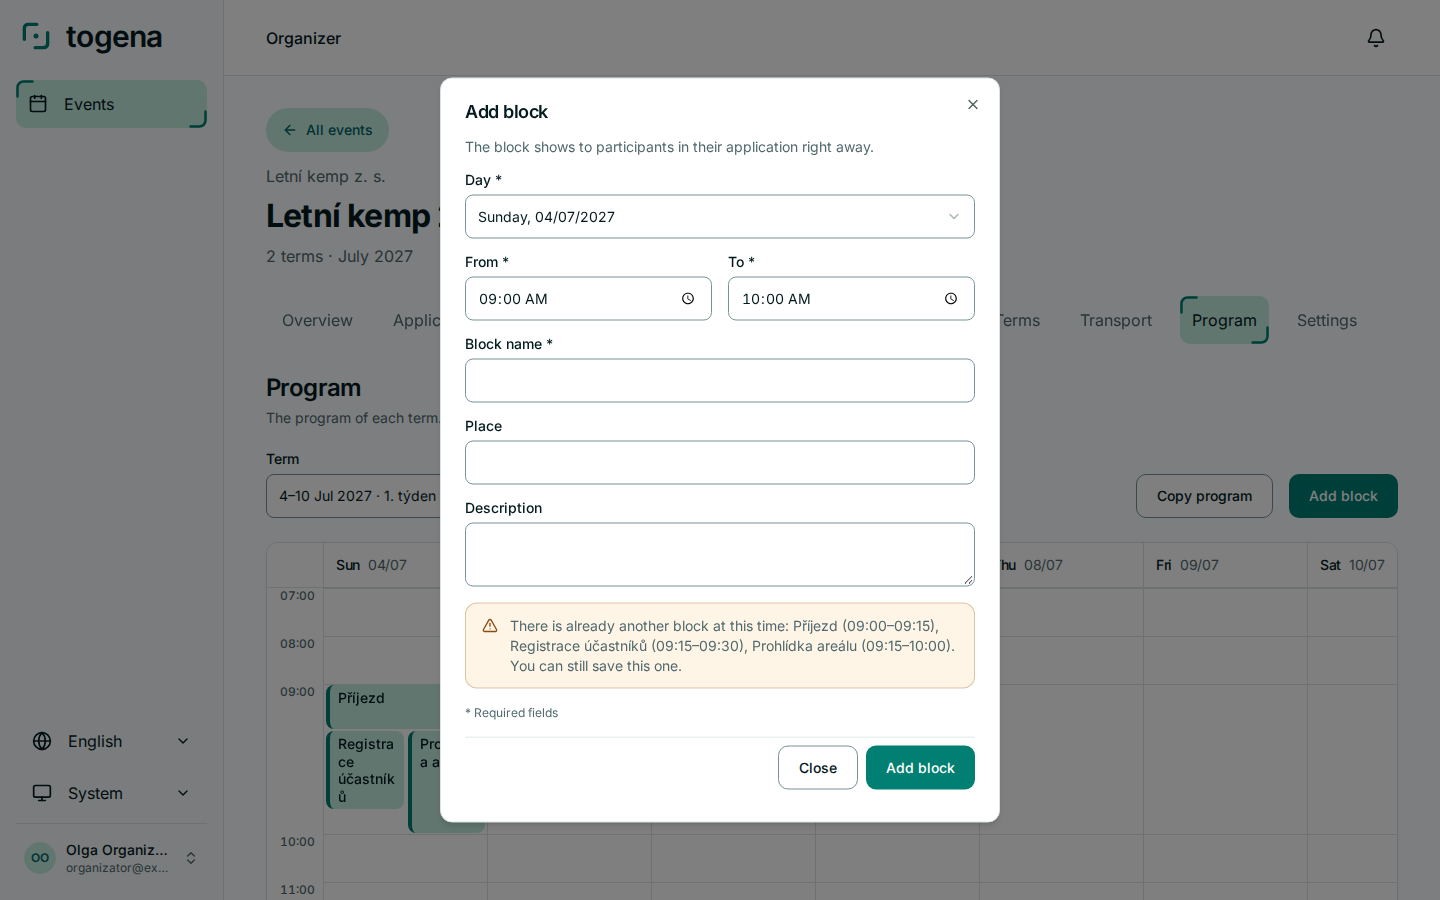 togena
Organizer
Events
All events
Letní kemp z. s.
Letní kemp
2 terms · July 2027
Overview
Applic
Terms
Transport
Program
Settings
Program
The program of each term.
Term
4–10 Jul 2027 · 1. týden
Copy program
Add block
Sun 04/07
Thu 08/07
Fri 09/07
Sat 10/07
07:00
08:00
09:00
10:00
11:00
Příjezd
Registra
ce
účastník
ů
Pro
a a
English
System
OO
Olga Organiz...
organizator@ex...
Add block
The block shows to participants in their application right away.
Day *
Sunday, 04/07/2027
From *
To *
09:00 AM
10:00 AM
Block name *
Place
Description
There is already another block at this time: Příjezd (09:00–09:15),
Registrace účastníků (09:15–09:30), Prohlídka areálu (09:15–10:00).
You can still save this one.
* Required fields
Close
Add block